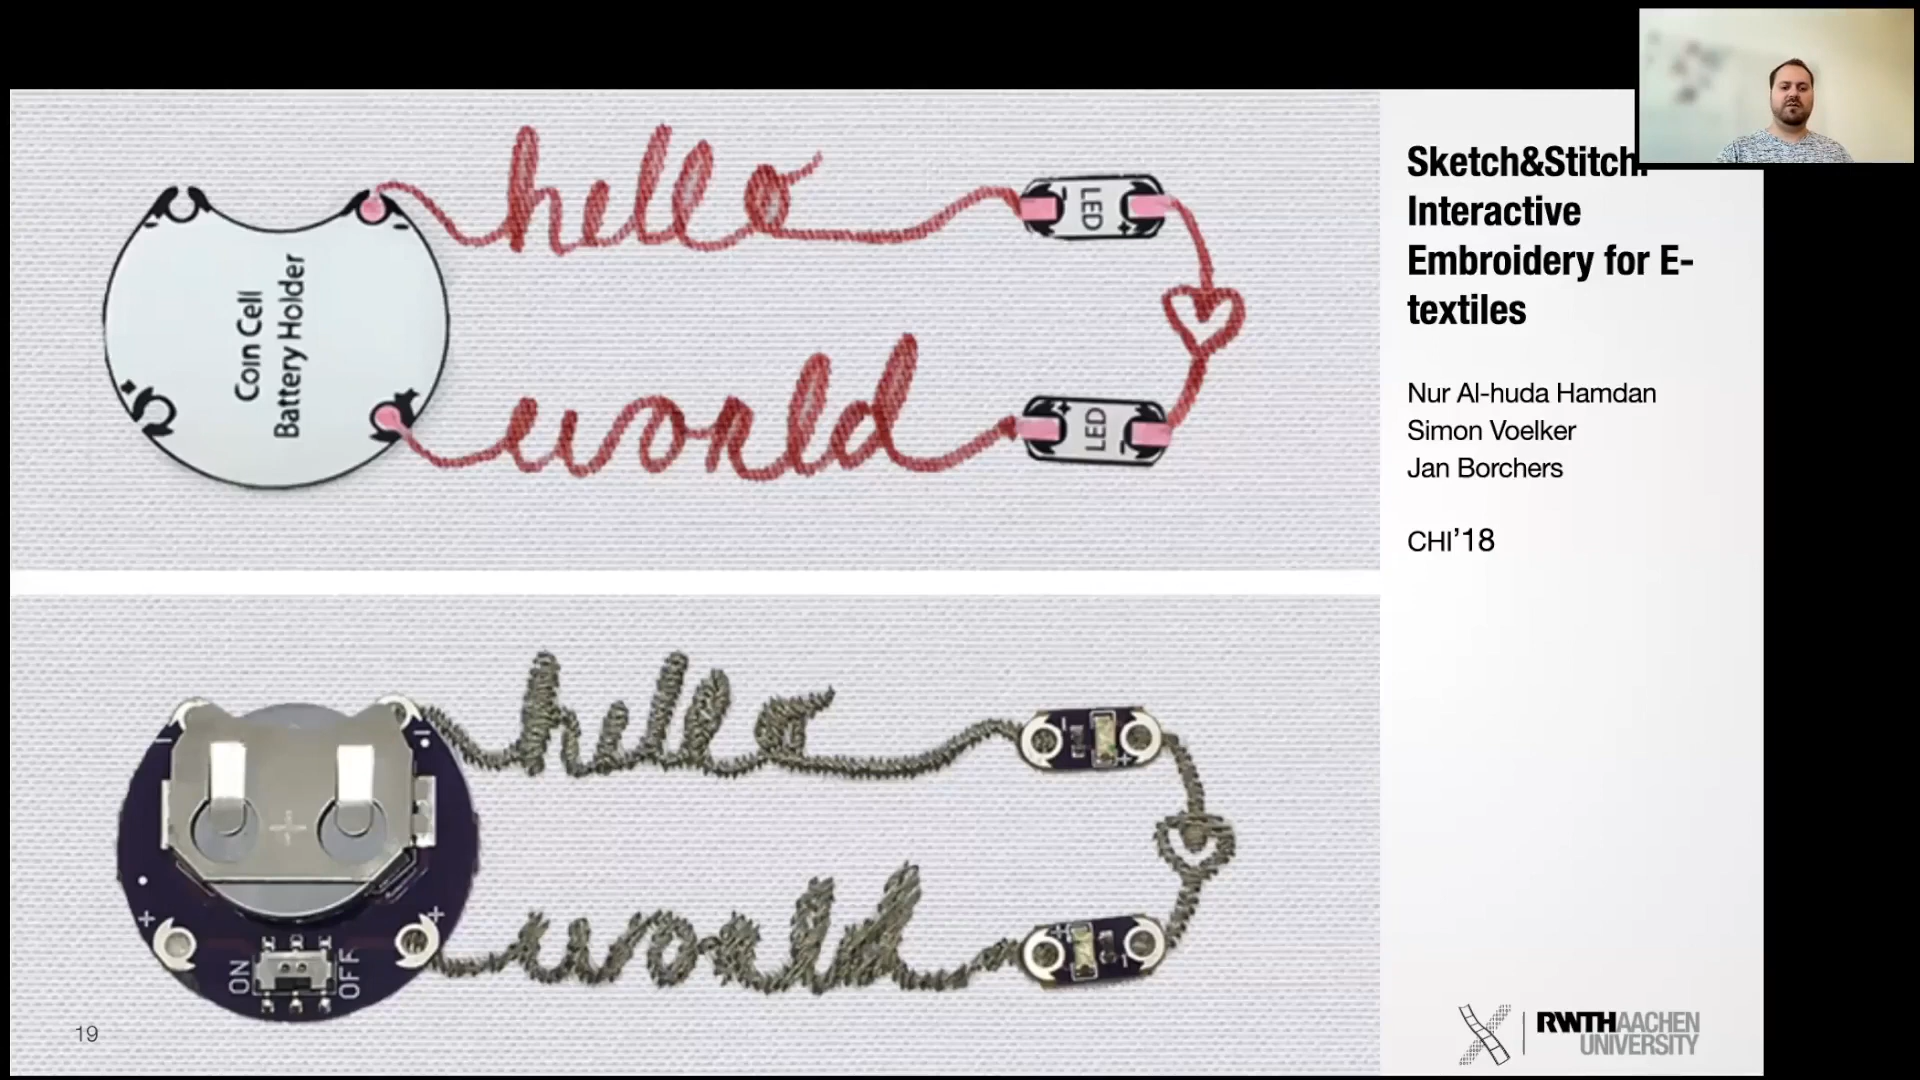 Sketch&Stitch:
Interactive
Embroidery for E-
textiles
Nur Al-huda Hamdan
Simon Voelker
Jan Borchers
CHI’18
hello
world
Coin Cell
Battery Holder
-
+
+
- LED +
+ LED -
hello
world
-
-
+
+
ON
OFF
- +
+ -
19
RWTHAACHEN
UNIVERSITY